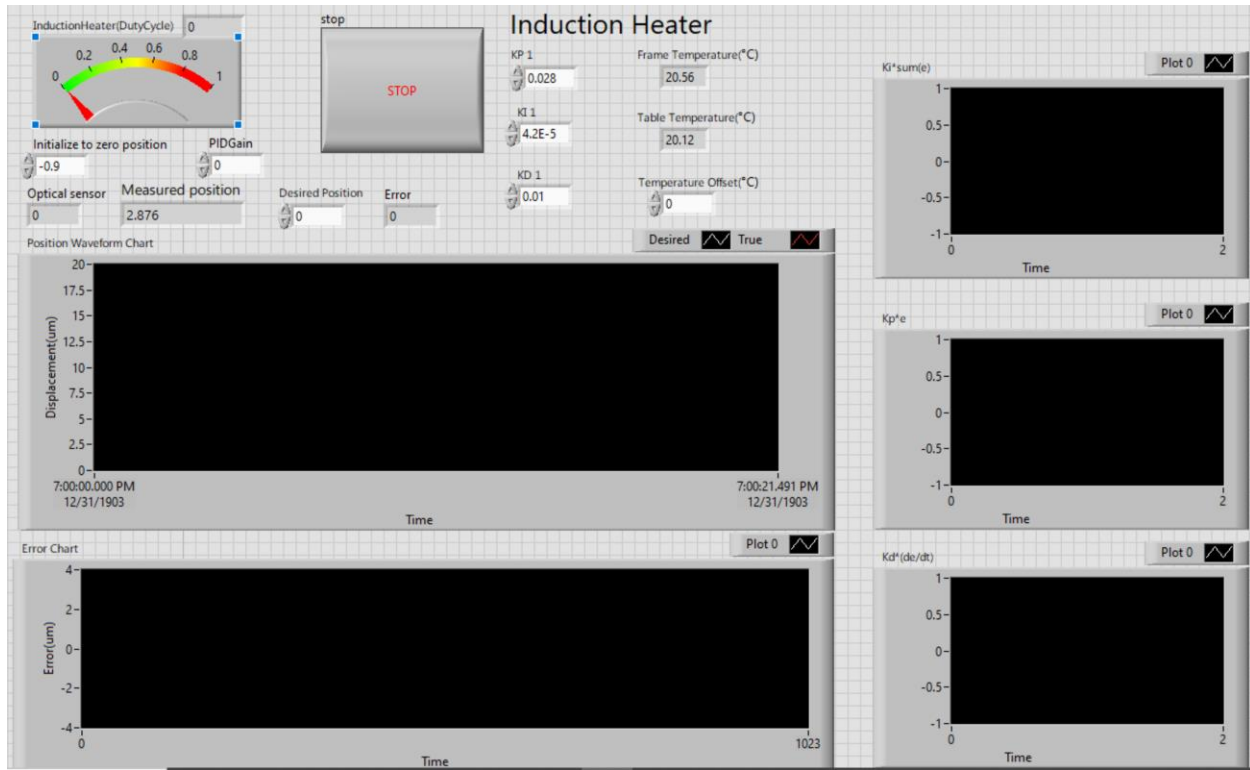 InductionHeater(DutyCycle) 0
0 0.2 0.4 0.6 0.8 1
stop
STOP
Induction Heater
KP 1
0.028
KI 1
4.2E-5
KD 1
0.01
Frame Temperature(°C)
20.56
Table Temperature(°C)
20.12
Temperature Offset(°C)
0
Initialize to zero position
-0.9
PIDGain
0
Optical sensor
0
Measured position
2.876
Desired Position
0
Error
0
Position Waveform Chart
Desired True
Displacement(um)
20
17.5
15
12.5
10
7.5
5
2.5
0
7:00:00.000 PM
12/31/1903
7:00:21.491 PM
12/31/1903
Time
Error Chart
Plot 0
Error(um)
4
2
0
-2
-4
0 1023
Time
Ki*sum(e)
Plot 0
1
0.5
0
-0.5
-1
0 2
Time
Kp*e
Plot 0
1
0.5
0
-0.5
-1
0 2
Time
Kd*(de/dt)
Plot 0
1
0.5
0
-0.5
-1
0 2
Time